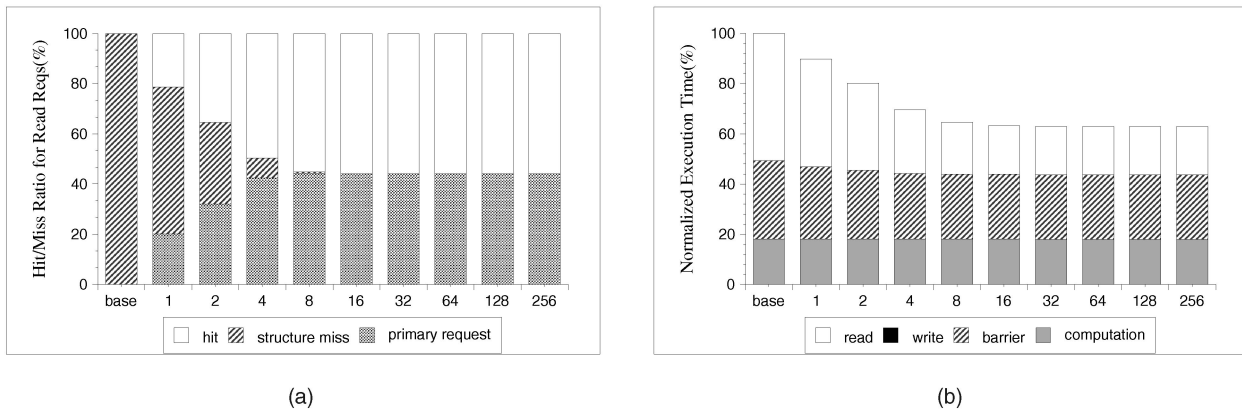 Hit/Miss Ratio for Read Reqs(%)
100
80
60
40
20
0
base 1 2 4 8 16 32 64 128 256
hit structure miss primary request
(a)
Normalized Execution Time(%)
100
80
60
40
20
0
base 1 2 4 8 16 32 64 128 256
read write barrier computation
(b)